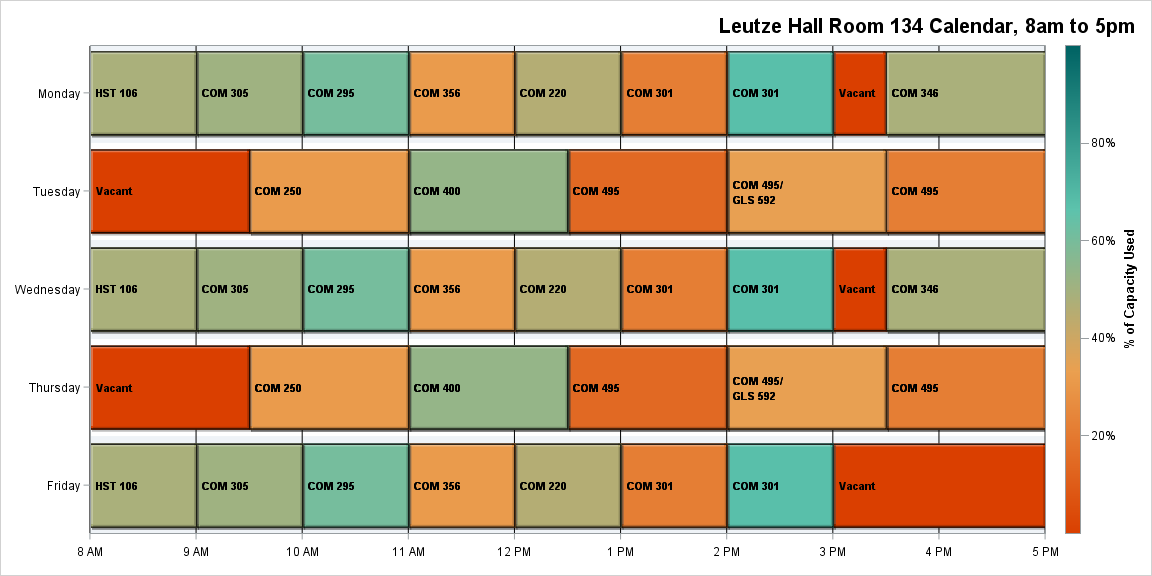 Leutze Hall Room 134 Calendar, 8am to 5pm
Monday
HST 106
COM 305
COM 295
COM 356
COM 220
COM 301
COM 301
Vacant
COM 346
Tuesday
Vacant
COM 250
COM 400
COM 495
COM 495/
GLS 592
COM 495
Wednesday
HST 106
COM 305
COM 295
COM 356
COM 220
COM 301
COM 301
Vacant
COM 346
Thursday
Vacant
COM 250
COM 400
COM 495
COM 495/
GLS 592
COM 495
Friday
HST 106
COM 305
COM 295
COM 356
COM 220
COM 301
COM 301
Vacant
8 AM
9 AM
10 AM
11 AM
12 PM
1 PM
2 PM
3 PM
4 PM
5 PM
80%
60%
40%
20%
% of Capacity Used